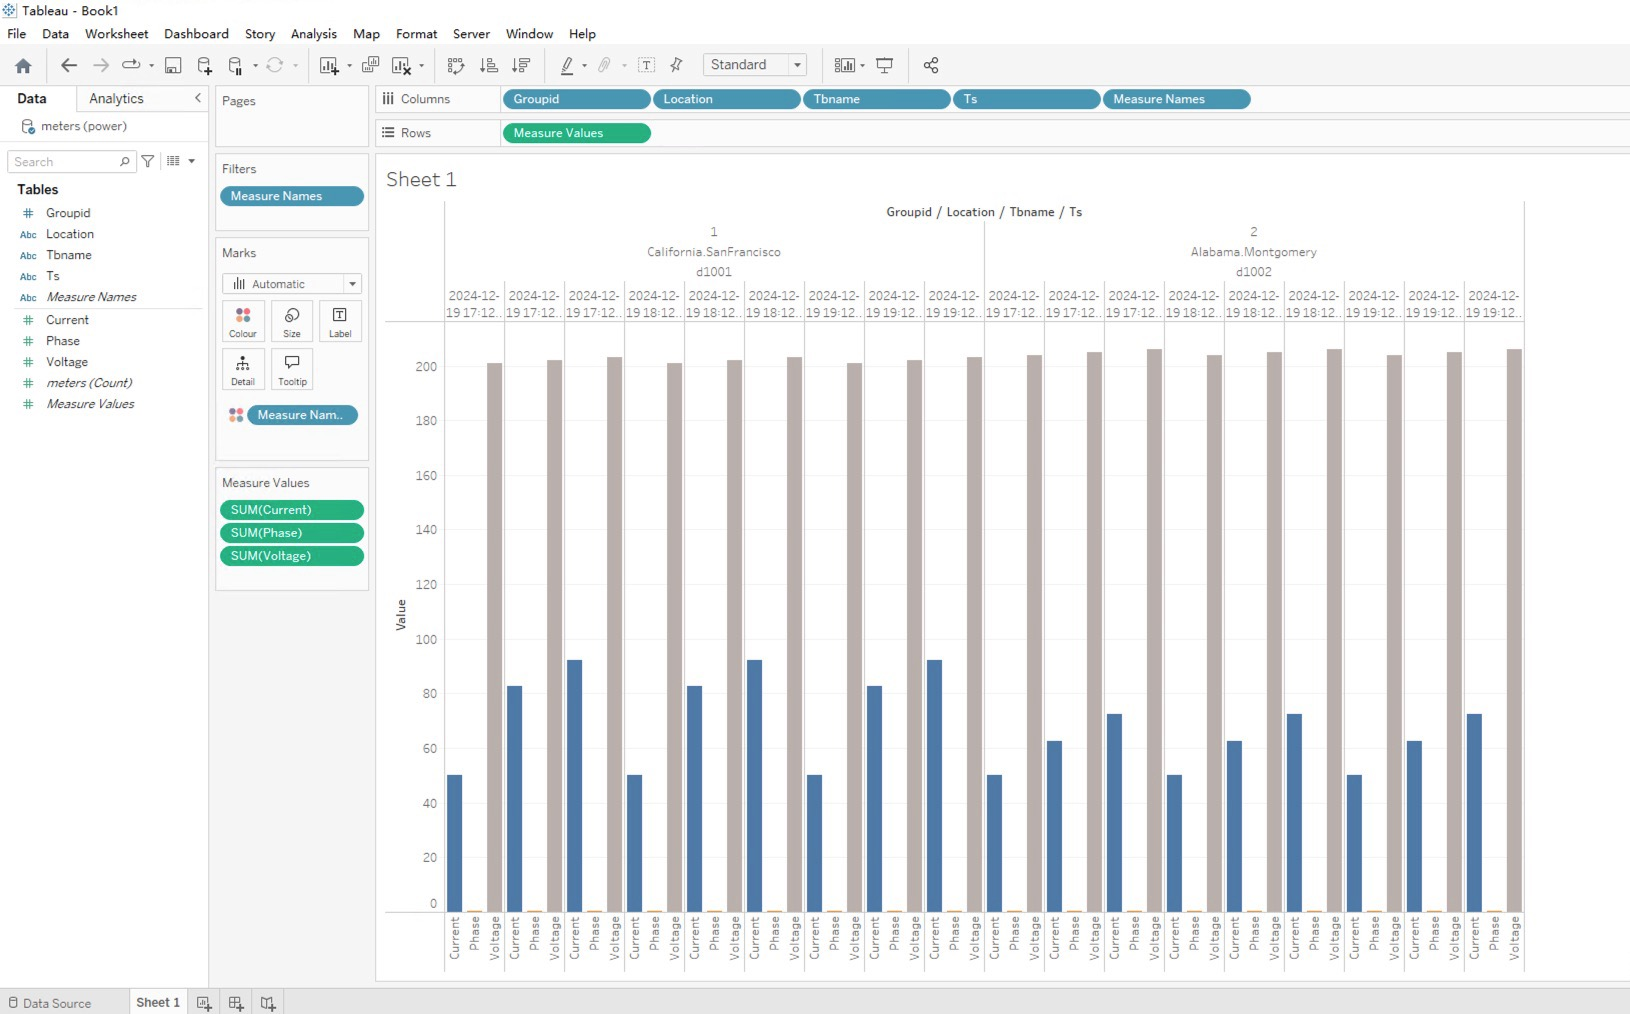 Tableau - Book1
File Data Worksheet Dashboard Story Analysis Map Format Server Window Help
Standard
Data Analytics
meters (power)
Search
Tables
Groupid
Abc Location
Abc Tbname
Abc Ts
Abc Measure Names
Current
Phase
Voltage
meters (Count)
Measure Values
Pages
Filters
Measure Names
Marks
Automatic
Colour Size Label
Detail Tooltip
Measure Nam..
Measure Values
SUM(Current)
SUM(Phase)
SUM(Voltage)
Columns Groupid Location Tbname Ts Measure Names
Rows Measure Values
Sheet 1
Groupid / Location / Tbname / Ts
1 2
California.SanFrancisco Alabama.Montgomery
d1001 d1002
2024-12- 2024-12- 2024-12- 2024-12- 2024-12- 2024-12- 2024-12- 2024-12- 2024-12- 2024-12- 2024-12- 2024-12- 2024-12- 2024-12- 2024-12- 2024-12- 2024-12- 2024-12-
19 17:12.. 19 17:12.. 19 17:12.. 19 18:12.. 19 18:12.. 19 18:12.. 19 19:12.. 19 19:12.. 19 19:12.. 19 17:12.. 19 17:12.. 19 17:12.. 19 18:12.. 19 18:12.. 19 18:12.. 19 19:12.. 19 19:12.. 19 19:12..
200
180
160
140
120
Value
100
80
60
40
20
0
Current Phase Voltage Current Phase Voltage Current Phase Voltage Current Phase Voltage Current Phase Voltage Current Phase Voltage Current Phase Voltage Current Phase Voltage Current Phase Voltage Current Phase Voltage Current Phase Voltage Current Phase Voltage Current Phase Voltage Current Phase Voltage Current Phase Voltage Current Phase Voltage Current Phase Voltage Current Phase Voltage
Data Source Sheet 1